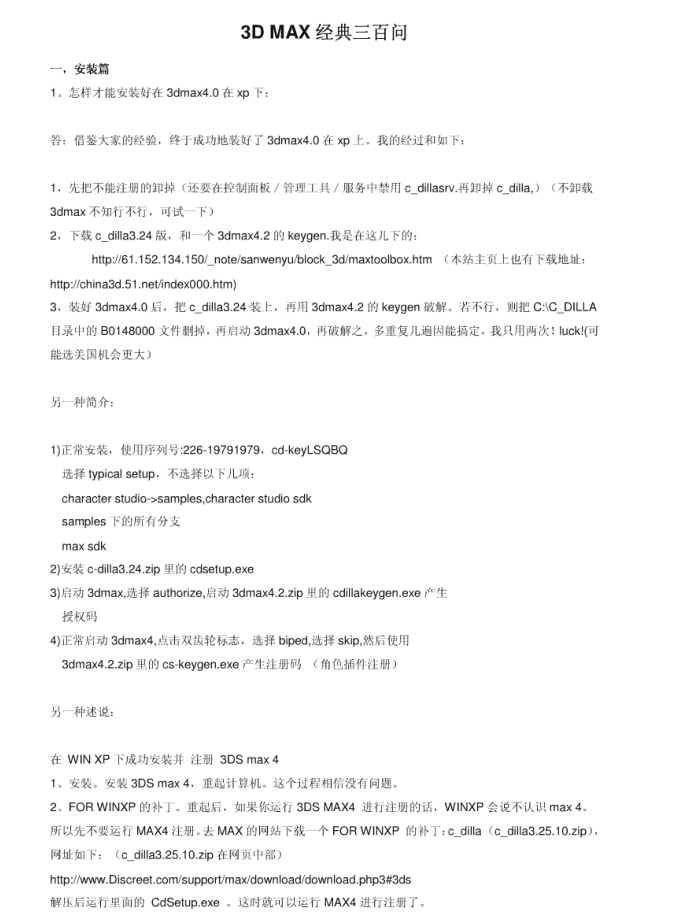 3D MAX 经典三百问
一，安装篇
1。怎样才能安装好在 3dmax4.0 在 xp 下：
答：借鉴大家的经验，终于成功地装好了 3dmax4.0 在 xp 上。我的经过和如下：
1，先把不能注册的卸掉（还要在控制面板／管理工具／服务中禁用 c_dillasrv.再卸掉 c_dilla,）（不卸载
3dmax 不知行不行，可试一下）
2，下载 c_dilla3.24 版，和一个 3dmax4.2 的 keygen.我是在这儿下的：
http://61.152.134.150/_note/sanwenyu/block_3d/maxtoolbox.htm （本站主页上也有下载地址：
http://china3d.51.net/index000.htm)
3，装好 3dmax4.0 后，把 c_dilla3.24 装上，再用 3dmax4.2 的 keygen 破解。若不行，则把 C:\C_DILLA
目录中的 B0148000 文件删掉，再启动 3dmax4.0，再破解之，多重复几遍因能搞定，我只用两次！luck!(可
能选美国机会更大）
另一种简介：
1)正常安装，使用序列号:226-19791979，cd-keyLSQBQ
选择 typical setup，不选择以下几项：
character studio->samples,character studio sdk
samples 下的所有分支
max sdk
2)安装 c-dilla3.24.zip 里的 cdsetup.exe
3)启动 3dmax,选择 authorize,启动 3dmax4.2.zip 里的 cdillakeygen.exe 产生
授权码
4)正常启动 3dmax4,点击双齿轮标志，选择 biped,选择 skip,然后使用
3dmax4.2.zip 里的 cs-keygen.exe 产生注册码 （角色插件注册）
另一种述说：
在 WIN XP 下成功安装并 注册 3DS max 4
1、安装。安装 3DS max 4，重起计算机。这个过程相信没有问题。
2、FOR WINXP 的补丁。重起后，如果你运行 3DS MAX4 进行注册的话，WINXP 会说不认识 max 4。
所以先不要运行 MAX4 注册。去 MAX 的网站下载一个 FOR WINXP 的补丁：c_dilla（c_dilla3.25.10.zip），
网址如下：（c_dilla3.25.10.zip 在网页中部）
http://www.Discreet.com/support/max/download/download.php3#3ds
解压后运行里面的 CdSetup.exe 。这时就可以运行 MAX4 进行注册了。